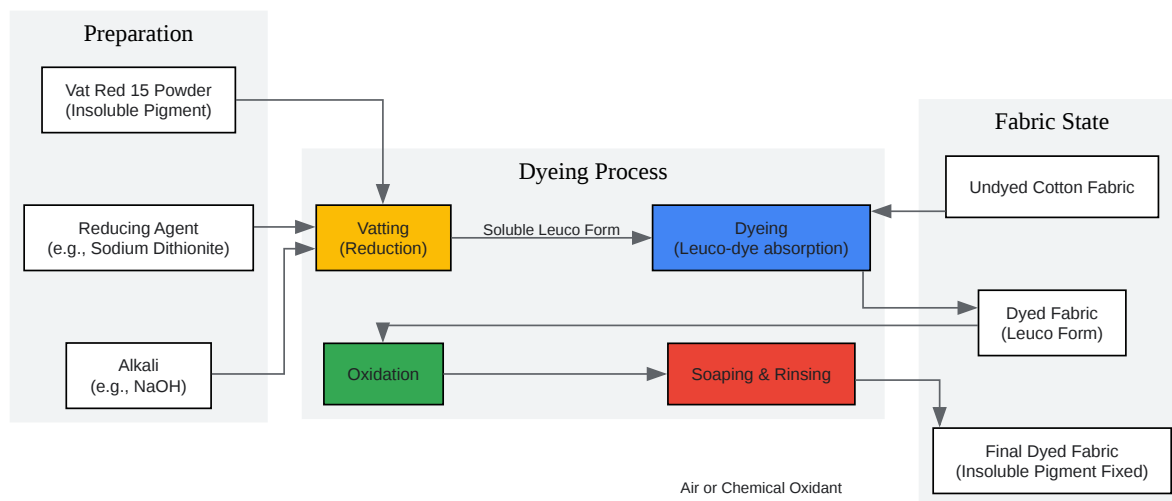 Preparation
Vat Red 15 Powder
(Insoluble Pigment)
Reducing Agent
(e.g., Sodium Dithionite)
Alkali
(e.g., NaOH)
Dyeing Process
Vatting
(Reduction)
Soluble Leuco Form
Dyeing
(Leuco-dye absorption)
Oxidation
Soaping & Rinsing
Fabric State
Undyed Cotton Fabric
Dyed Fabric
(Leuco Form)
Final Dyed Fabric
(Insoluble Pigment Fixed)
Air or Chemical Oxidant